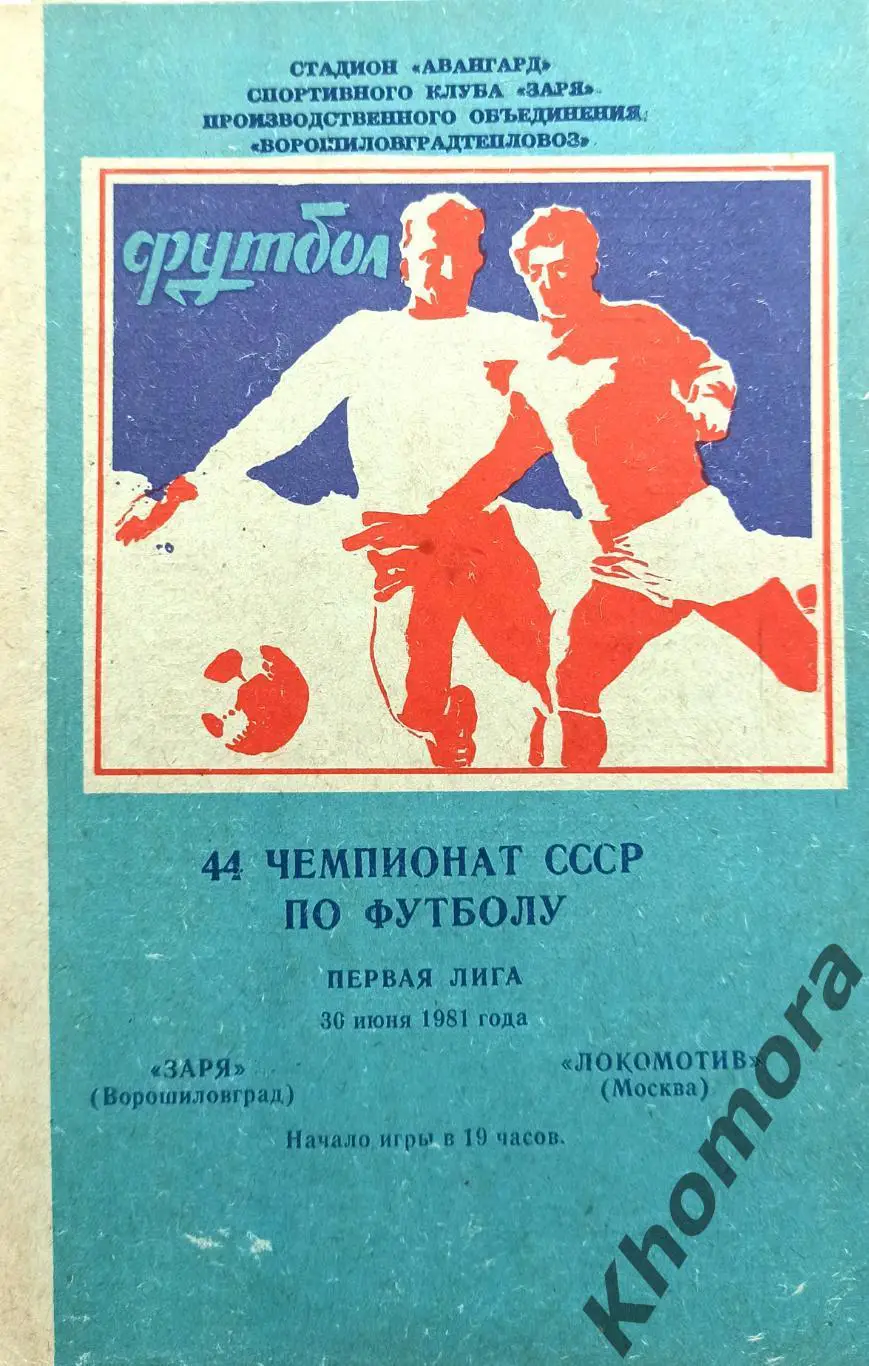 СТАДИОН «АВАНГАРД»
СПОРТИВНОГО КЛУБА «ЗАРЯ»
ПРОИЗВОДСТВЕННОГО ОБЪЕДИНЕНИЯ
«ВОРОШИЛОВГРАДТЕПЛОВОЗ»
футбол
44 ЧЕМПИОНАТ СССР
ПО ФУТБОЛУ
ПЕРВАЯ ЛИГА
30 июня 1981 года
«ЗАРЯ» «ЛОКОМОТИВ»
(Ворошиловград) (Москва)
Начало игры в 19 часов.
Khomora